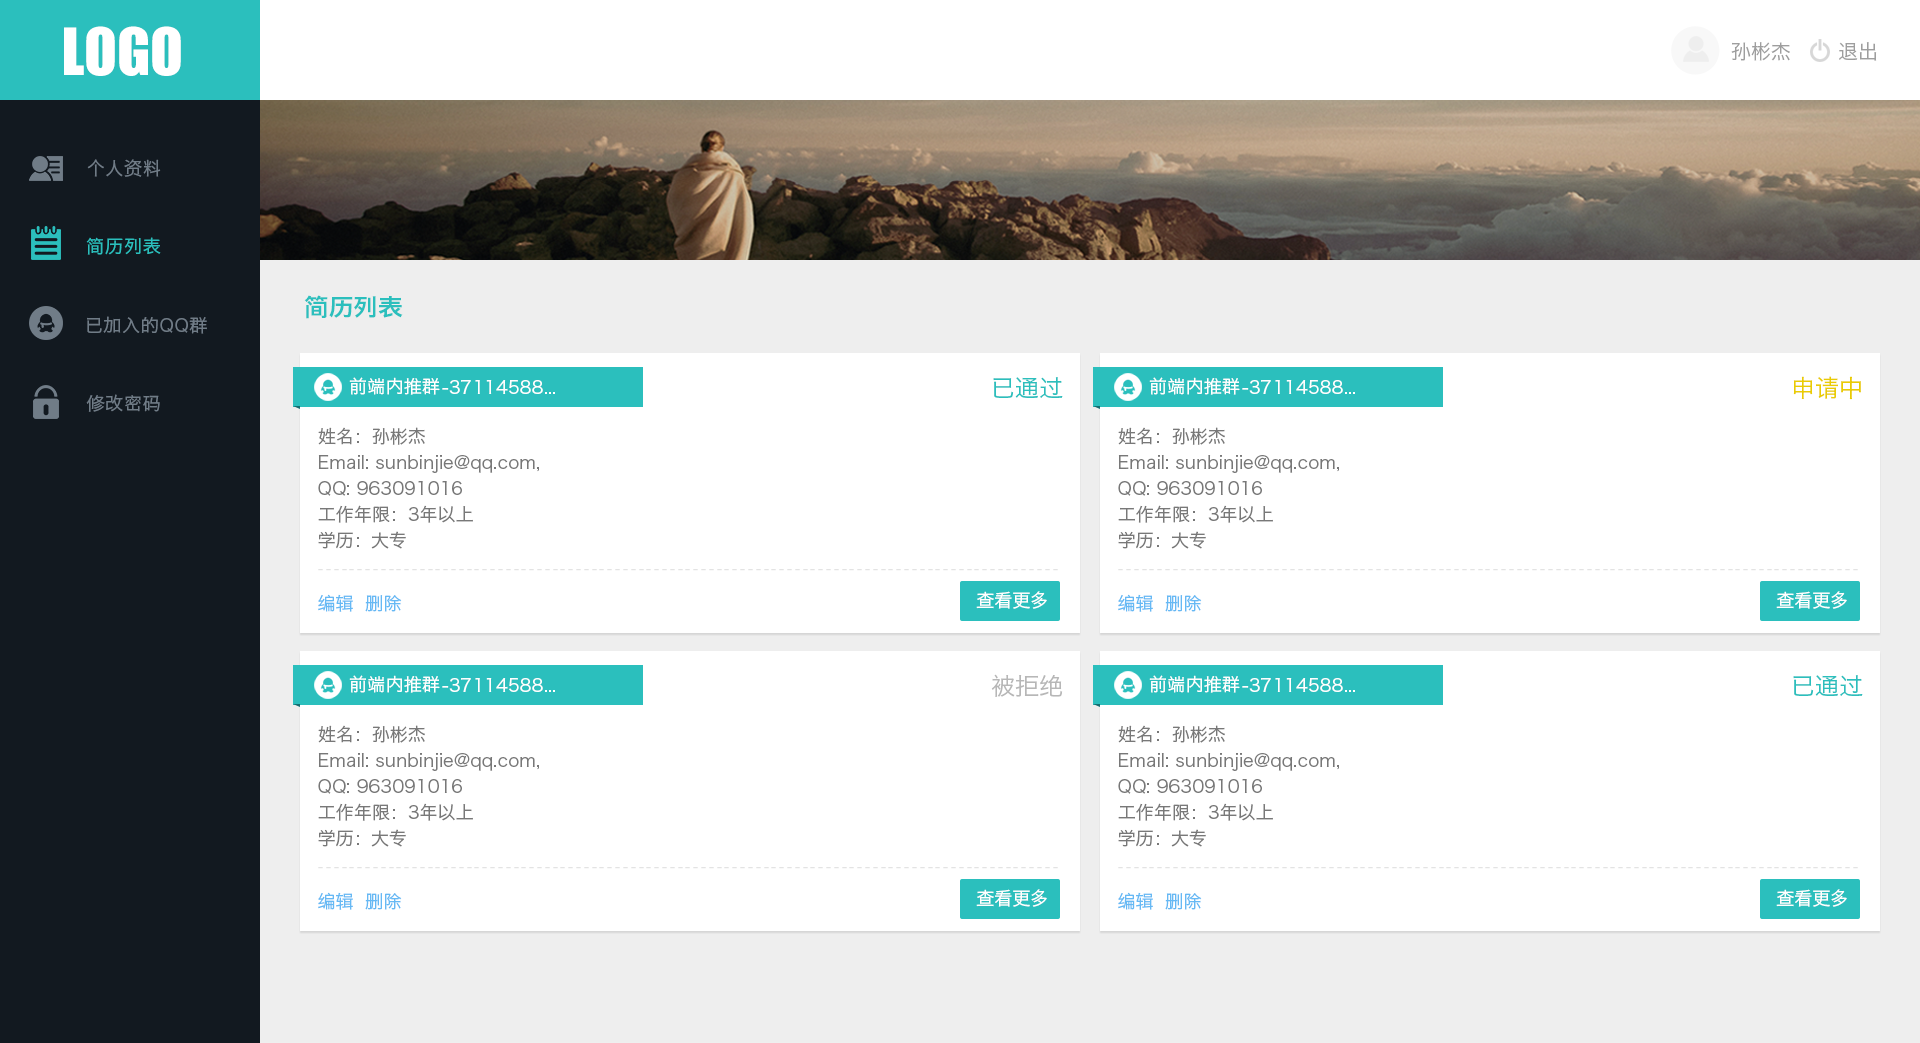 LOGO
孙彬杰 退出
个人资料
简历列表
已加入的QQ群
修改密码
简历列表
前端内推群-37114588... 已通过
姓名：孙彬杰
Email: sunbinjie@qq.com,
QQ: 963091016
工作年限：3年以上
学历：大专
编辑 删除 查看更多
前端内推群-37114588... 申请中
姓名：孙彬杰
Email: sunbinjie@qq.com,
QQ: 963091016
工作年限：3年以上
学历：大专
编辑 删除 查看更多
前端内推群-37114588... 被拒绝
姓名：孙彬杰
Email: sunbinjie@qq.com,
QQ: 963091016
工作年限：3年以上
学历：大专
编辑 删除 查看更多
前端内推群-37114588... 已通过
姓名：孙彬杰
Email: sunbinjie@qq.com,
QQ: 963091016
工作年限：3年以上
学历：大专
编辑 删除 查看更多